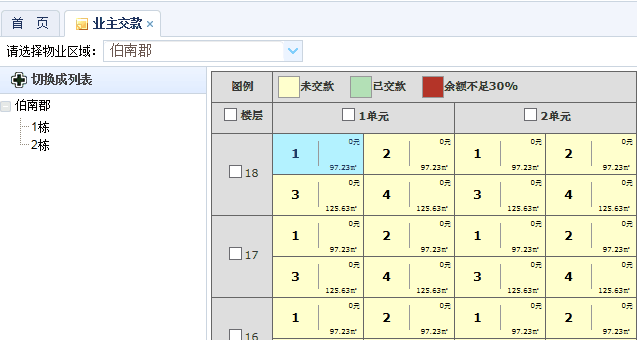 首 页 业主交款
请选择物业区域： 伯南郡
切换成列表
伯南郡
1栋
2栋
图例 未交款 已交款 余额不足30%
楼层 1单元 2单元
18
1 0元 97.23㎡ 2 0元 97.23㎡ 1 0元 97.23㎡ 2 0元 97.23㎡
3 0元 125.63㎡ 4 0元 125.63㎡ 3 0元 125.63㎡ 4 0元 125.63㎡
17
1 0元 97.23㎡ 2 0元 97.23㎡ 1 0元 97.23㎡ 2 0元 97.23㎡
3 0元 125.63㎡ 4 0元 125.63㎡ 3 0元 125.63㎡ 4 0元 125.63㎡
16
1 0元 97.23㎡ 2 0元 97.23㎡ 1 0元 97.23㎡ 2 0元 97.23㎡